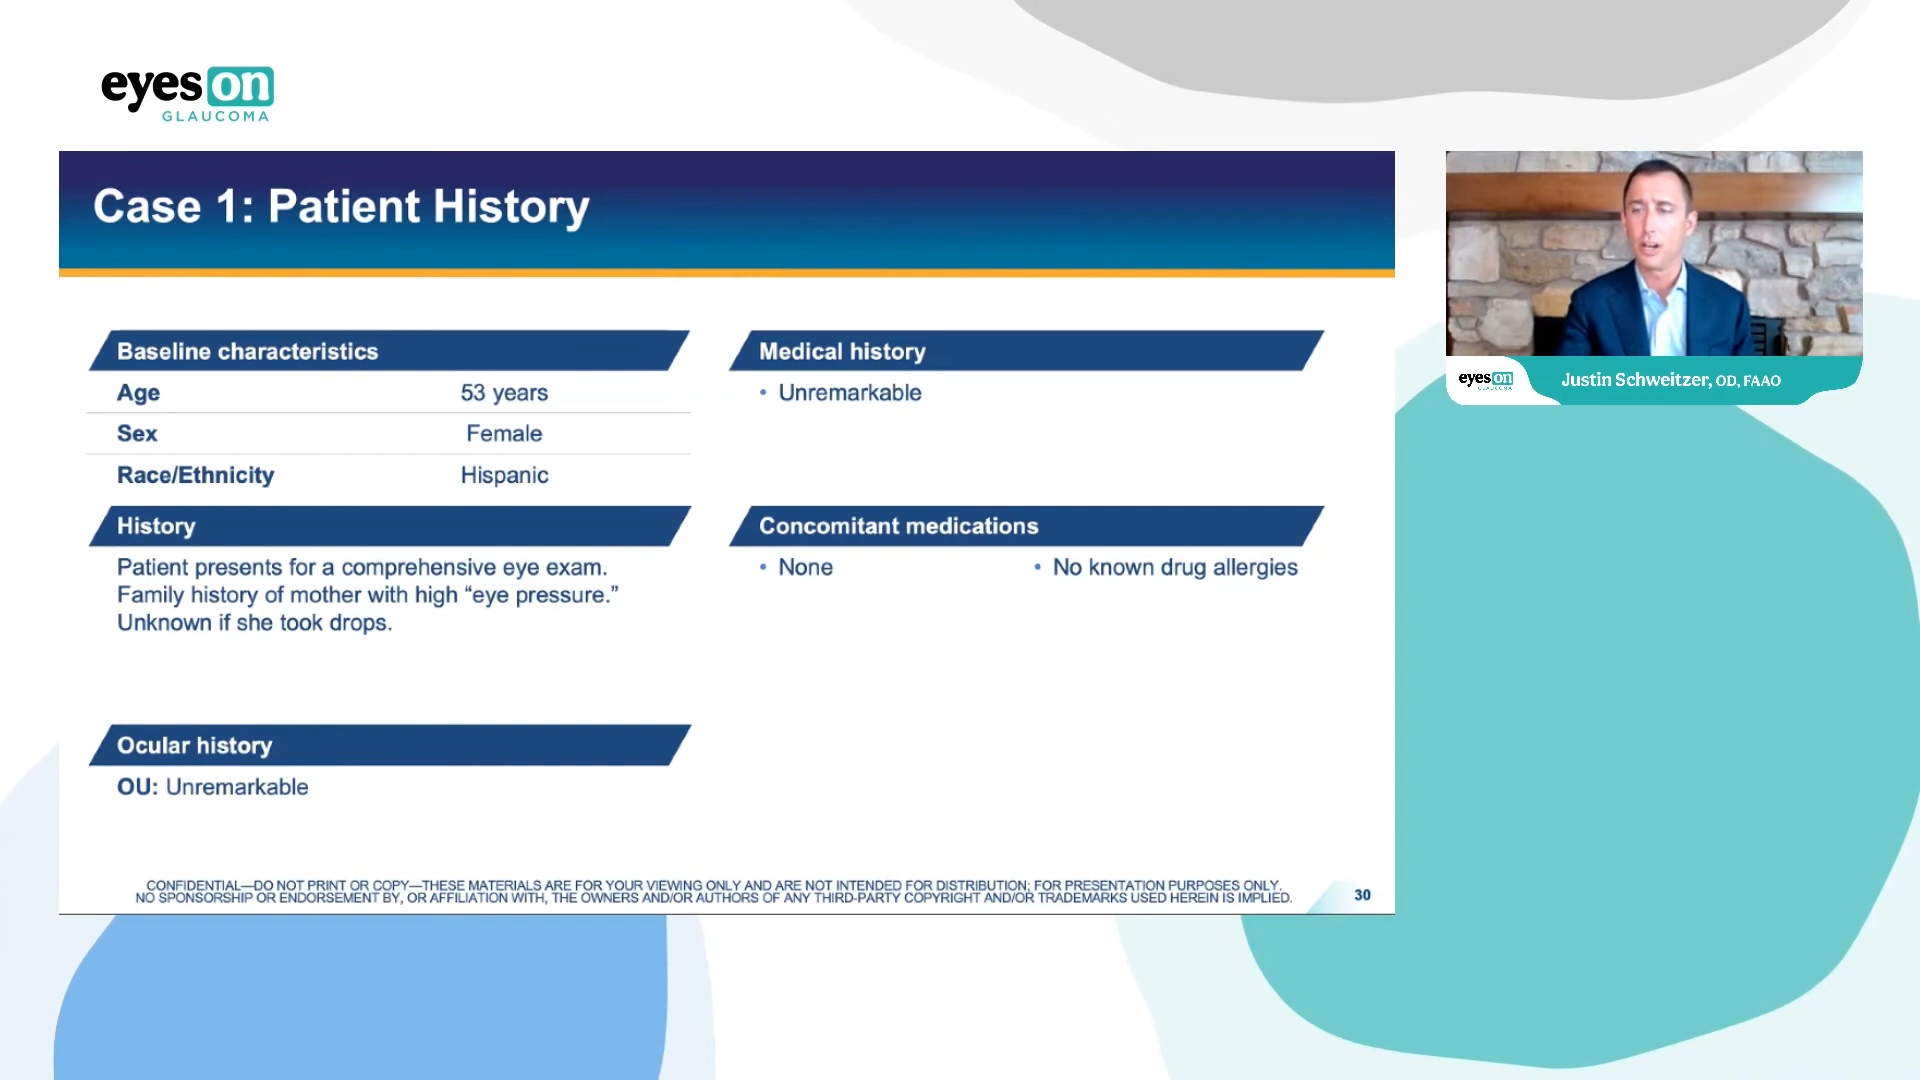 eyes on
GLAUCOMA
Case 1: Patient History
Baseline characteristics
Age 53 years
Sex Female
Race/Ethnicity Hispanic
History
Patient presents for a comprehensive eye exam.
Family history of mother with high “eye pressure.”
Unknown if she took drops.
Ocular history
OU: Unremarkable
Medical history
• Unremarkable
Concomitant medications
• None • No known drug allergies
CONFIDENTIAL—DO NOT PRINT OR COPY—THESE MATERIALS ARE FOR YOUR VIEWING ONLY AND ARE NOT INTENDED FOR DISTRIBUTION; FOR PRESENTATION PURPOSES ONLY.
NO SPONSORSHIP OR ENDORSEMENT BY, OR AFFILIATION WITH, THE OWNERS AND/OR AUTHORS OF ANY THIRD-PARTY COPYRIGHT AND/OR TRADEMARKS USED HEREIN IS IMPLIED.
30
eyes on
GLAUCOMA
Justin Schweitzer, OD, FAAO